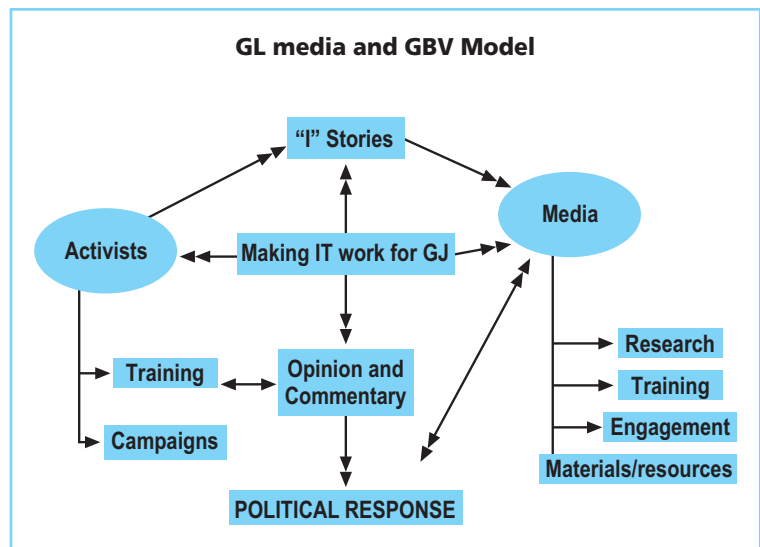 GL media and GBV Model
“I” Stories
Activists
Making IT work for GJ
Media
Training
Opinion and
Commentary
Campaigns
POLITICAL RESPONSE
Research
Training
Engagement
Materials/resources